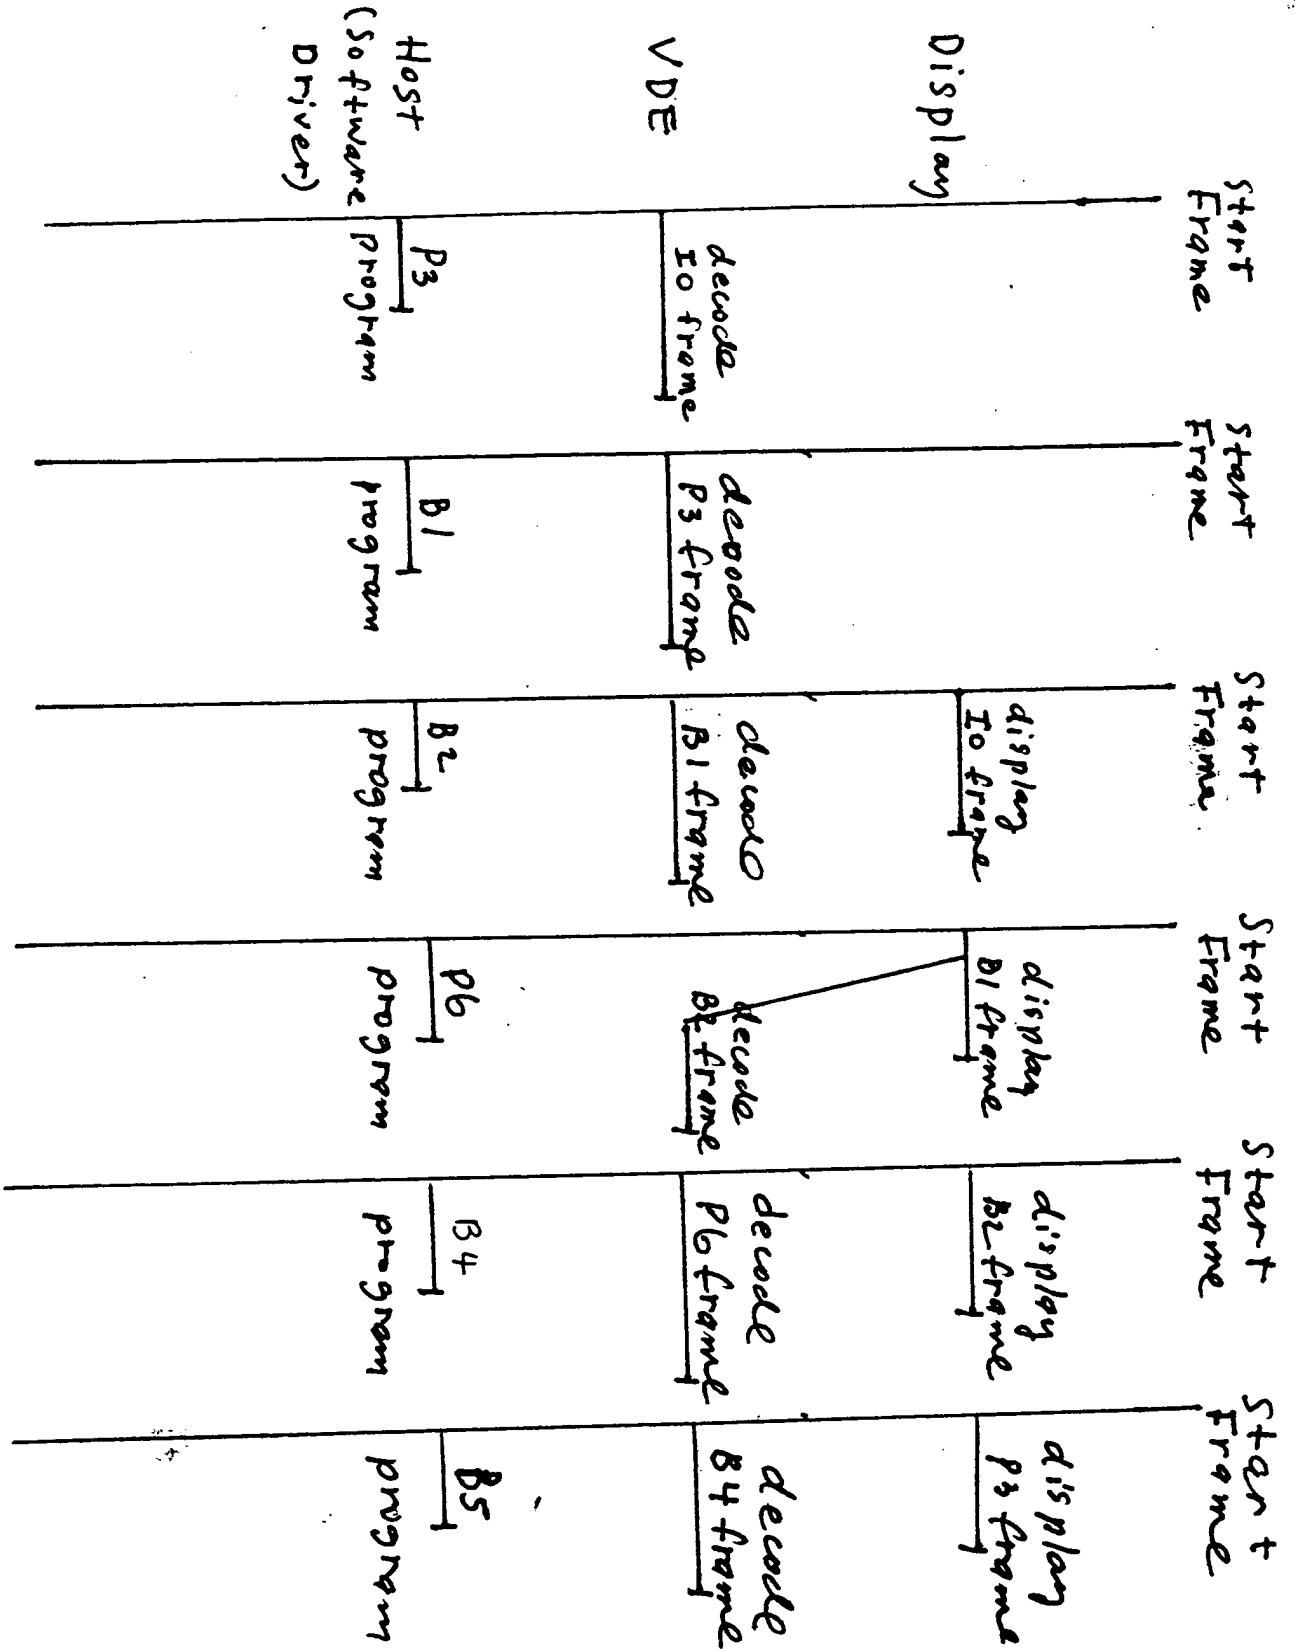 Start
Frame
Start
Frame
Start
Frame
Start
Frame
Start
Frame
Start
Frame
Display
display
I0 frame
display
B1 frame
display
B2 frame
display
P3 frame
VDE
decode
I0 frame
decode
P3 frame
decode
B1 frame
decode
B2 frame
decode
P6 frame
decode
B4 frame
Host
(Software
Driver)
P3
program
B1
program
B2
program
P6
program
B4
program
B5
program